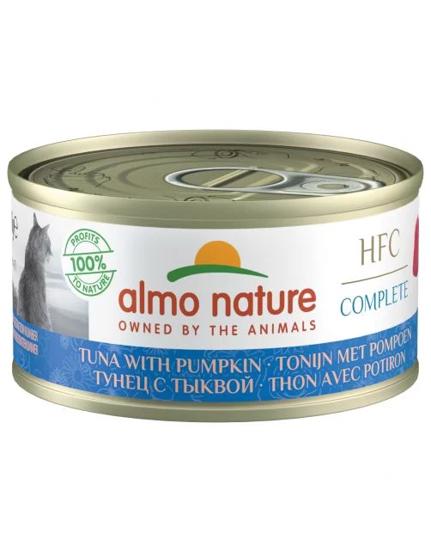 PROFITS
100%
TO NATURE
almo nature
OWNED BY THE ANIMALS
HFC
COMPLETE
TUNA WITH PUMPKIN · TONIJN MET POMPOEN
ТУНЕЦ С ТЫКВОЙ · THON AVEC POTIRON